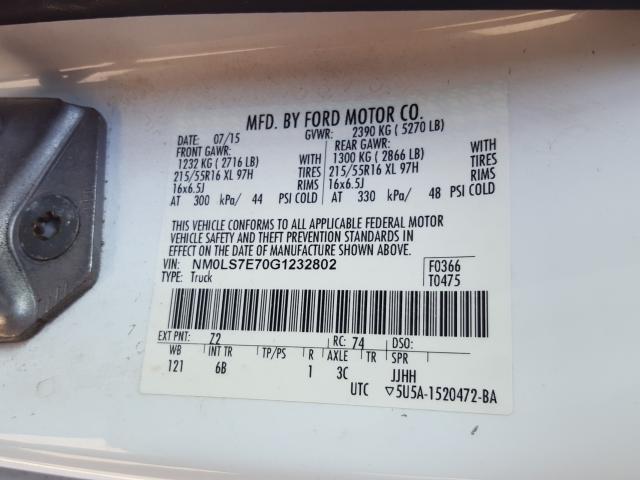 MFD. BY FORD MOTOR CO.
DATE: 07/15 GVWR: 2390 KG ( 5270 LB)
FRONT GAWR: REAR GAWR:
1232 KG ( 2716 LB) WITH 1300 KG ( 2866 LB) WITH
215/55R16 XL 97H TIRES 215/55R16 XL 97H TIRES
16x6.5J RIMS 16x6.5J RIMS
AT 300 kPa/ 44 PSI COLD AT 330 kPa/ 48 PSI COLD
THIS VEHICLE CONFORMS TO ALL APPLICABLE FEDERAL MOTOR
VEHICLE SAFETY AND THEFT PREVENTION STANDARDS IN
EFFECT ON THE DATE OF MANUFACTURE SHOWN ABOVE.
VIN: NM0LS7E70G1232802 F0366
TYPE: Truck T0475
EXT PNT: Z2 RC: 74 DSO:
WB INT TR TP/PS R AXLE TR SPR
121 6B 1 3C JJHH
UTC ▽5U5A-1520472-BA